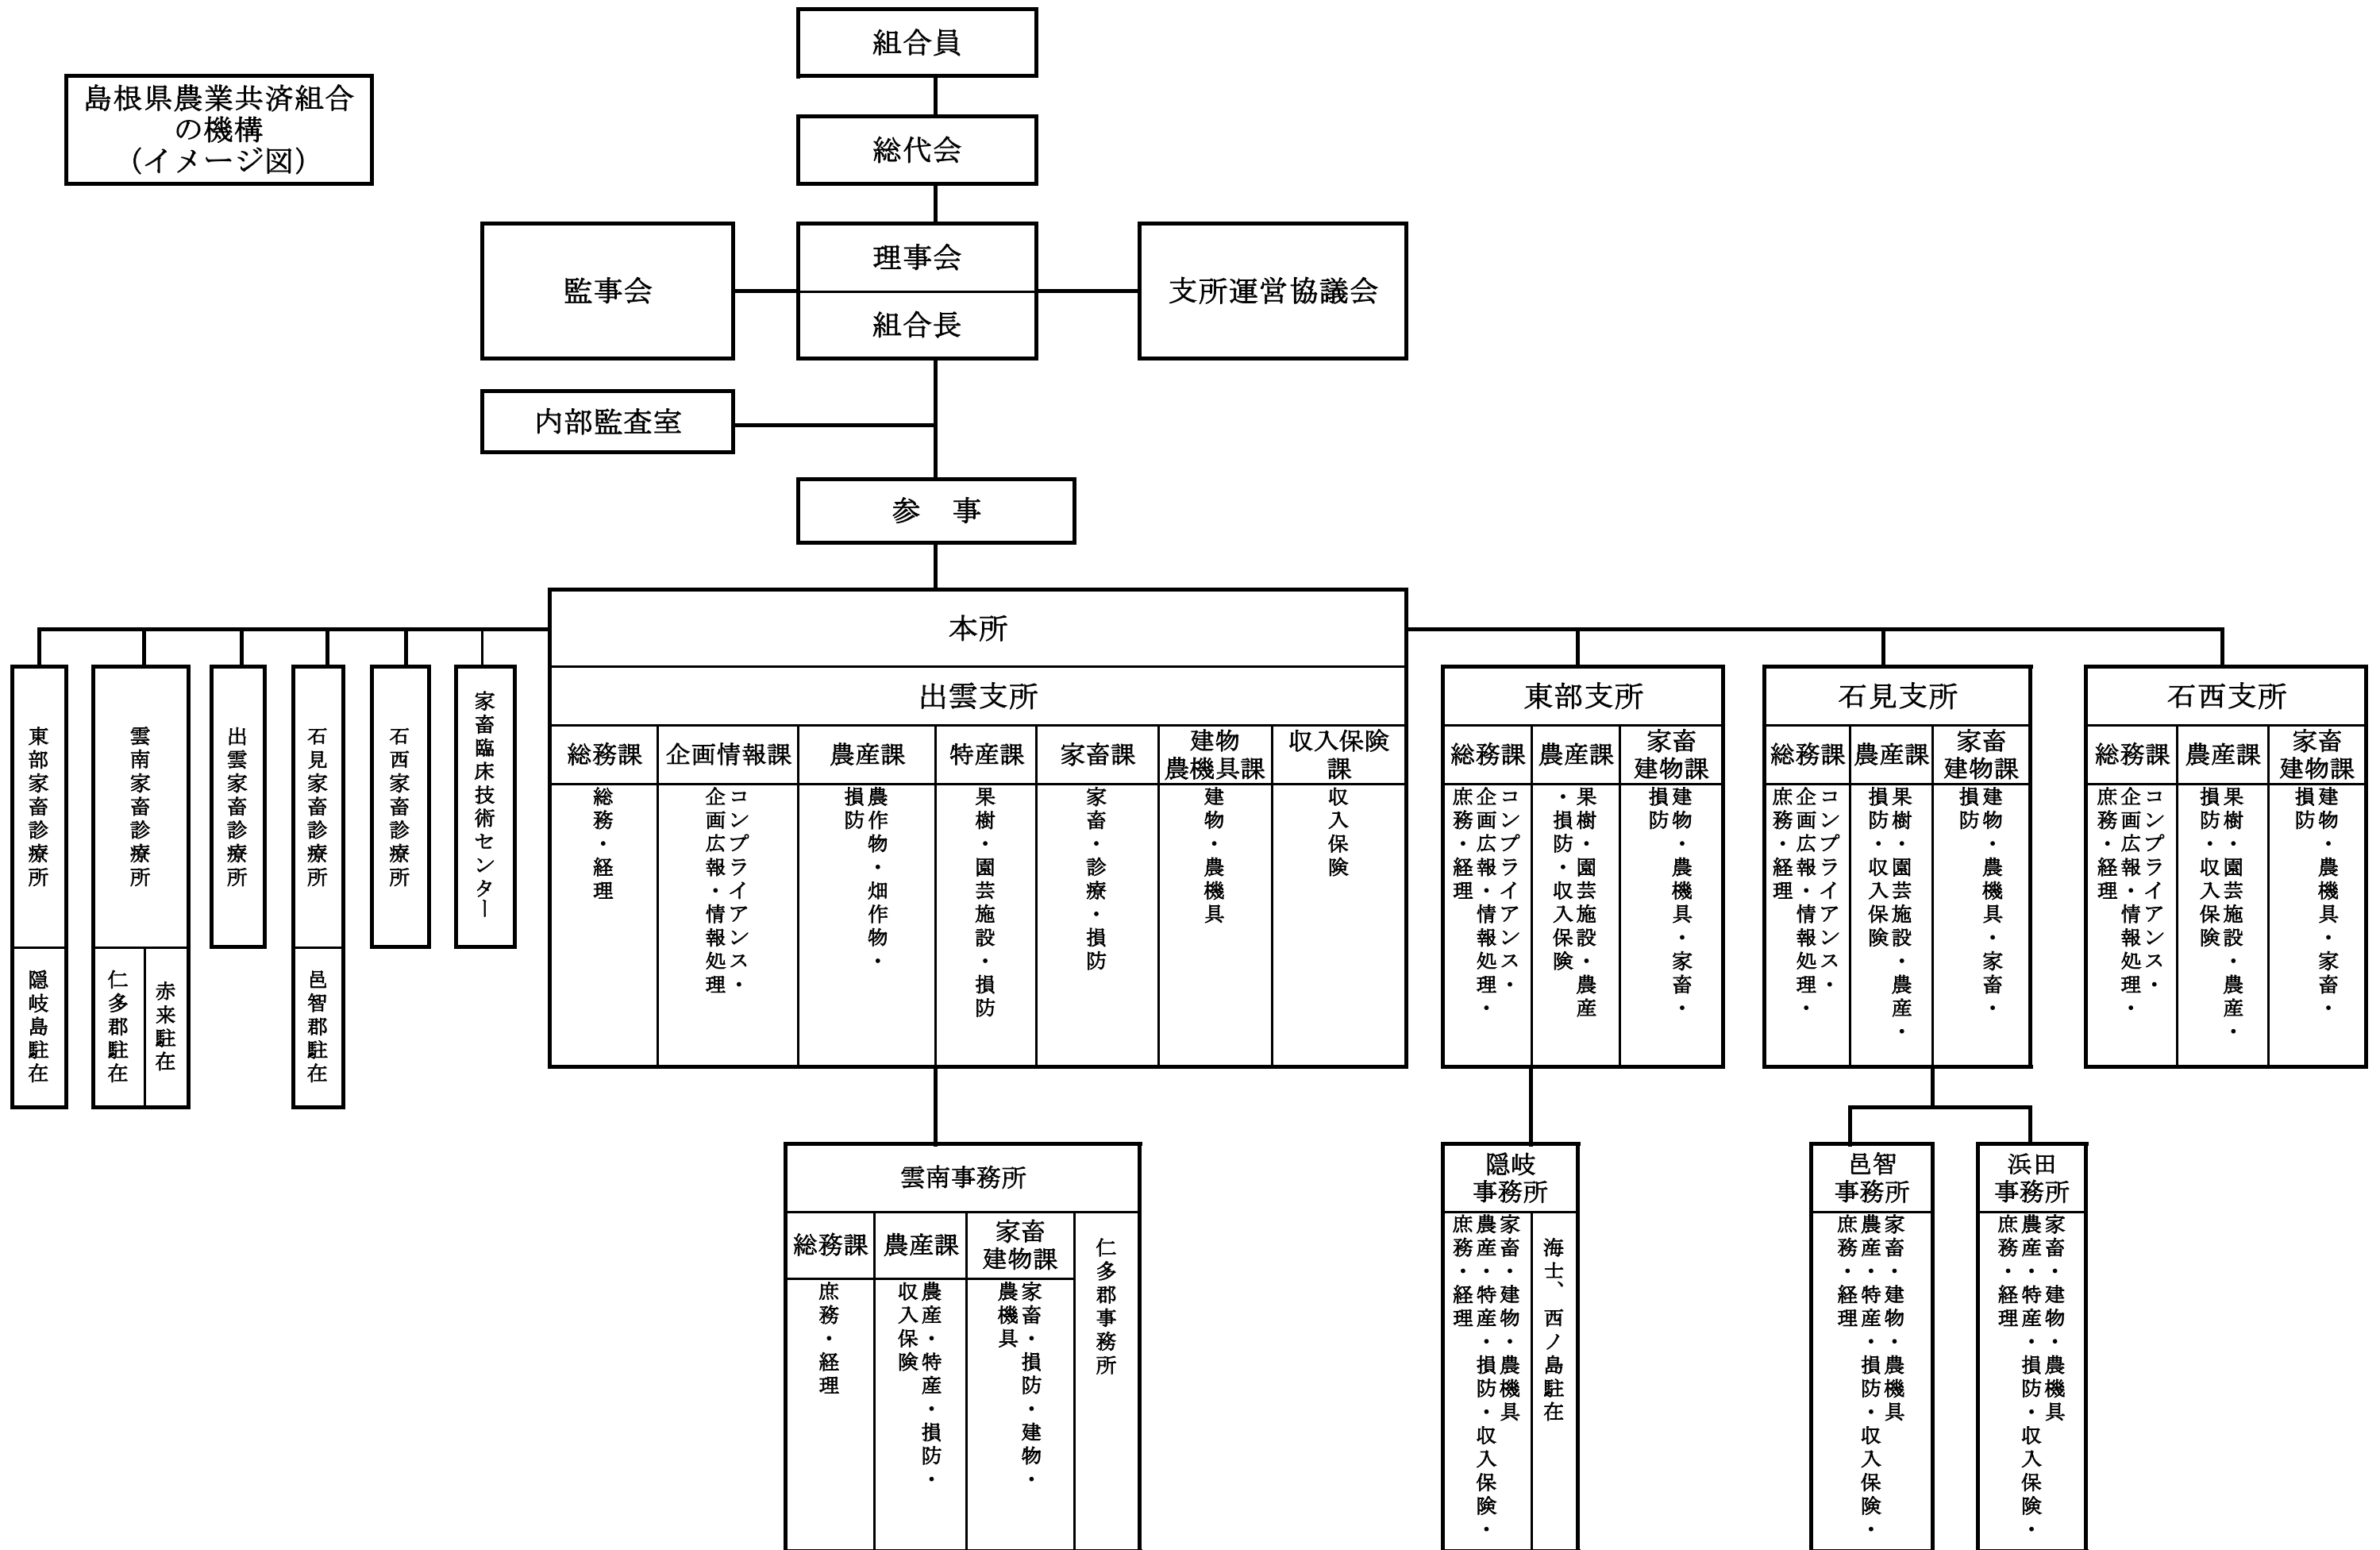 組合員
島根県農業共済組合
の機構
（イメージ図）
総代会
監事会
理事会
組合長
支所運営協議会
内部監査室
参　事
本所
出雲支所
総務課
企画情報課
農産課
特産課
家畜課
建物
農機具課
収入保険
課
総務・経理
コンプライアンス・
企画広報・情報処理
農作物・畑作物・
損防
果樹・園芸施設・損防
家畜・診療・損防
建物・農機具
収入保険
東部家畜診療所
隠岐島駐在
雲南家畜診療所
仁多郡駐在
赤来駐在
出雲家畜診療所
石見家畜診療所
邑智郡駐在
石西家畜診療所
家畜臨床技術センター
東部支所
総務課
農産課
家畜
建物課
コンプライアンス・
企画広報・情報処理・
庶務・経理
果樹・園芸施設・農産
・損防・収入保険
建物・農機具・家畜・
損防
石見支所
総務課
農産課
家畜
建物課
コンプライアンス・
企画広報・情報処理・
庶務・経理
果樹・園芸施設・農産・
損防・収入保険
建物・農機具・家畜・
損防
石西支所
総務課
農産課
家畜
建物課
コンプライアンス・
企画広報・情報処理・
庶務・経理
果樹・園芸施設・農産・
損防・収入保険
建物・農機具・家畜・
損防
雲南事務所
総務課
農産課
家畜
建物課
仁多郡事務所
庶務・経理
農産・特産・損防・
収入保険
家畜・損防・建物・
農機具
隠岐
事務所
家畜・建物・農機具
農産・特産・損防・収入保険・
庶務・経理
海士、西ノ島駐在
邑智
事務所
家畜・建物・農機具
農産・特産・損防・収入保険・
庶務・経理
浜田
事務所
家畜・建物・農機具
農産・特産・損防・収入保険・
庶務・経理